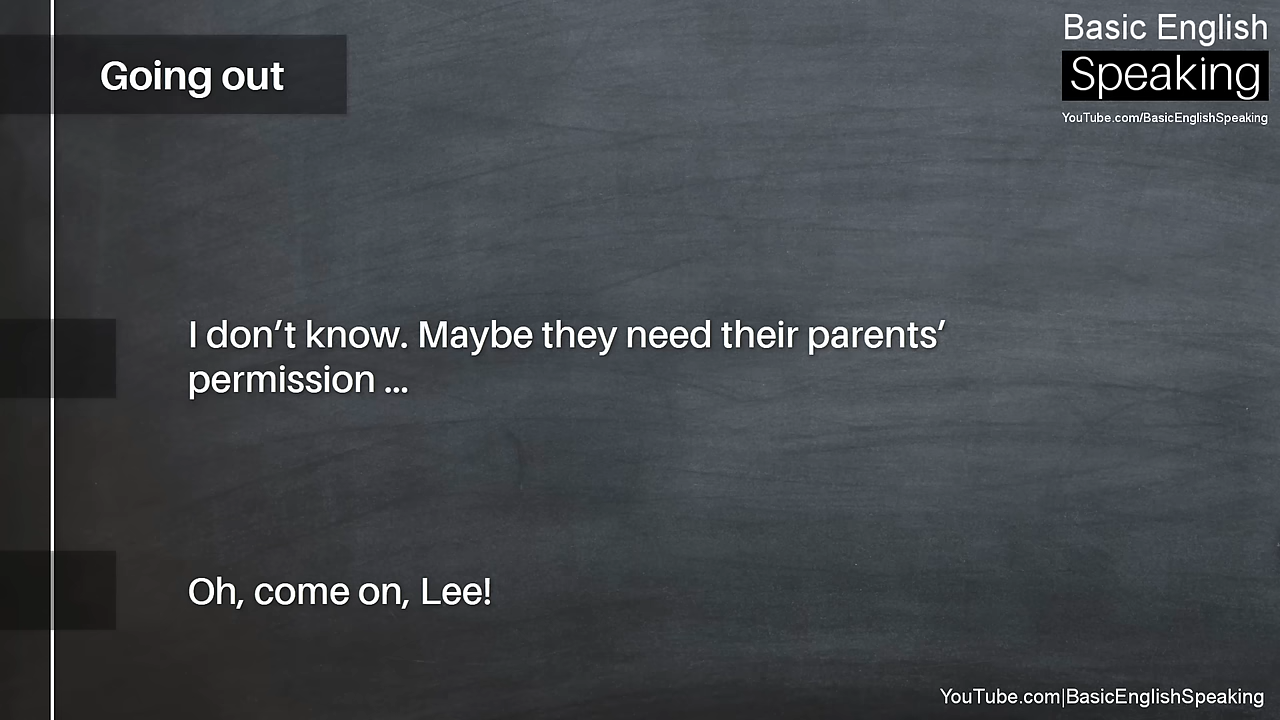 Basic English
Speaking
YouTube.com/BasicEnglishSpeaking
Going out
I don’t know. Maybe they need their parents’
permission ...
Oh, come on, Lee!
YouTube.com|BasicEnglishSpeaking